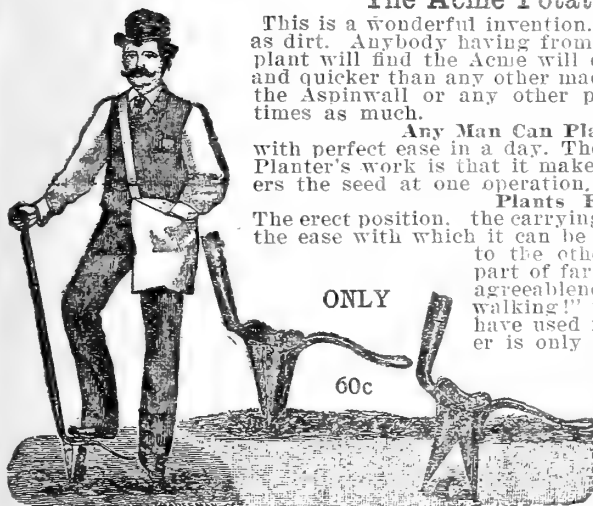 The Acme Potat
This is a wonderful invention.
as dirt. Anybody having from
plant will find the Acme will
and quicker than any other mac
the Aspinwall or any other p
times as much.
Any Man Can Pla
with perfect ease in a day. The
Planter's work is that it make
ers the seed at one operation.
Plants
The erect position. the carrying
the ease with which it can be
to the othe
part of far
agreeablene
walking!"
have used
er is only
ONLY
60c